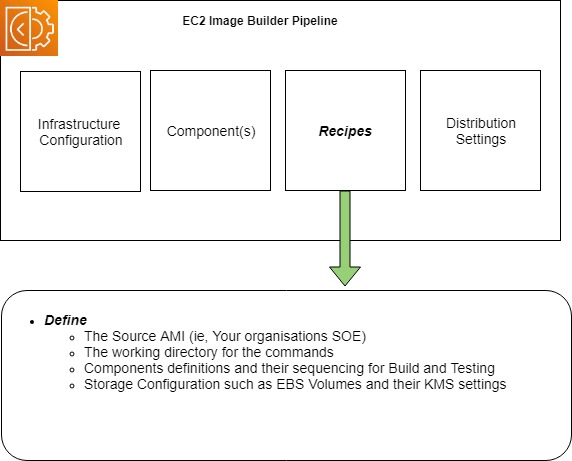 EC2 Image Builder Pipeline
Infrastructure
Configuration
Component(s)
Recipes
Distribution
Settings
Define
The Source AMI (ie, Your organisations SOE)
The working directory for the commands
Components definitions and their sequencing for Build and Testing
Storage Configuration such as EBS Volumes and their KMS settings